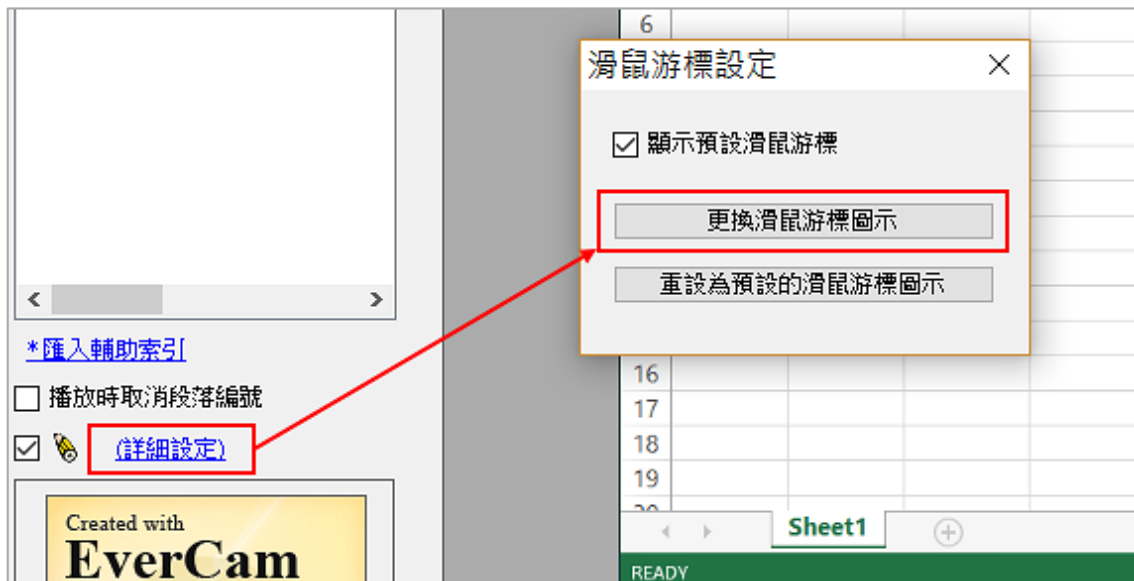 6
滑鼠游標設定
顯示預設滑鼠游標
更換滑鼠游標圖示
重設為預設的滑鼠游標圖示
*匯入輔助索引
播放時取消段落編號
(詳細設定)
16
17
18
19
Created with
EverCam
Sheet1
READY